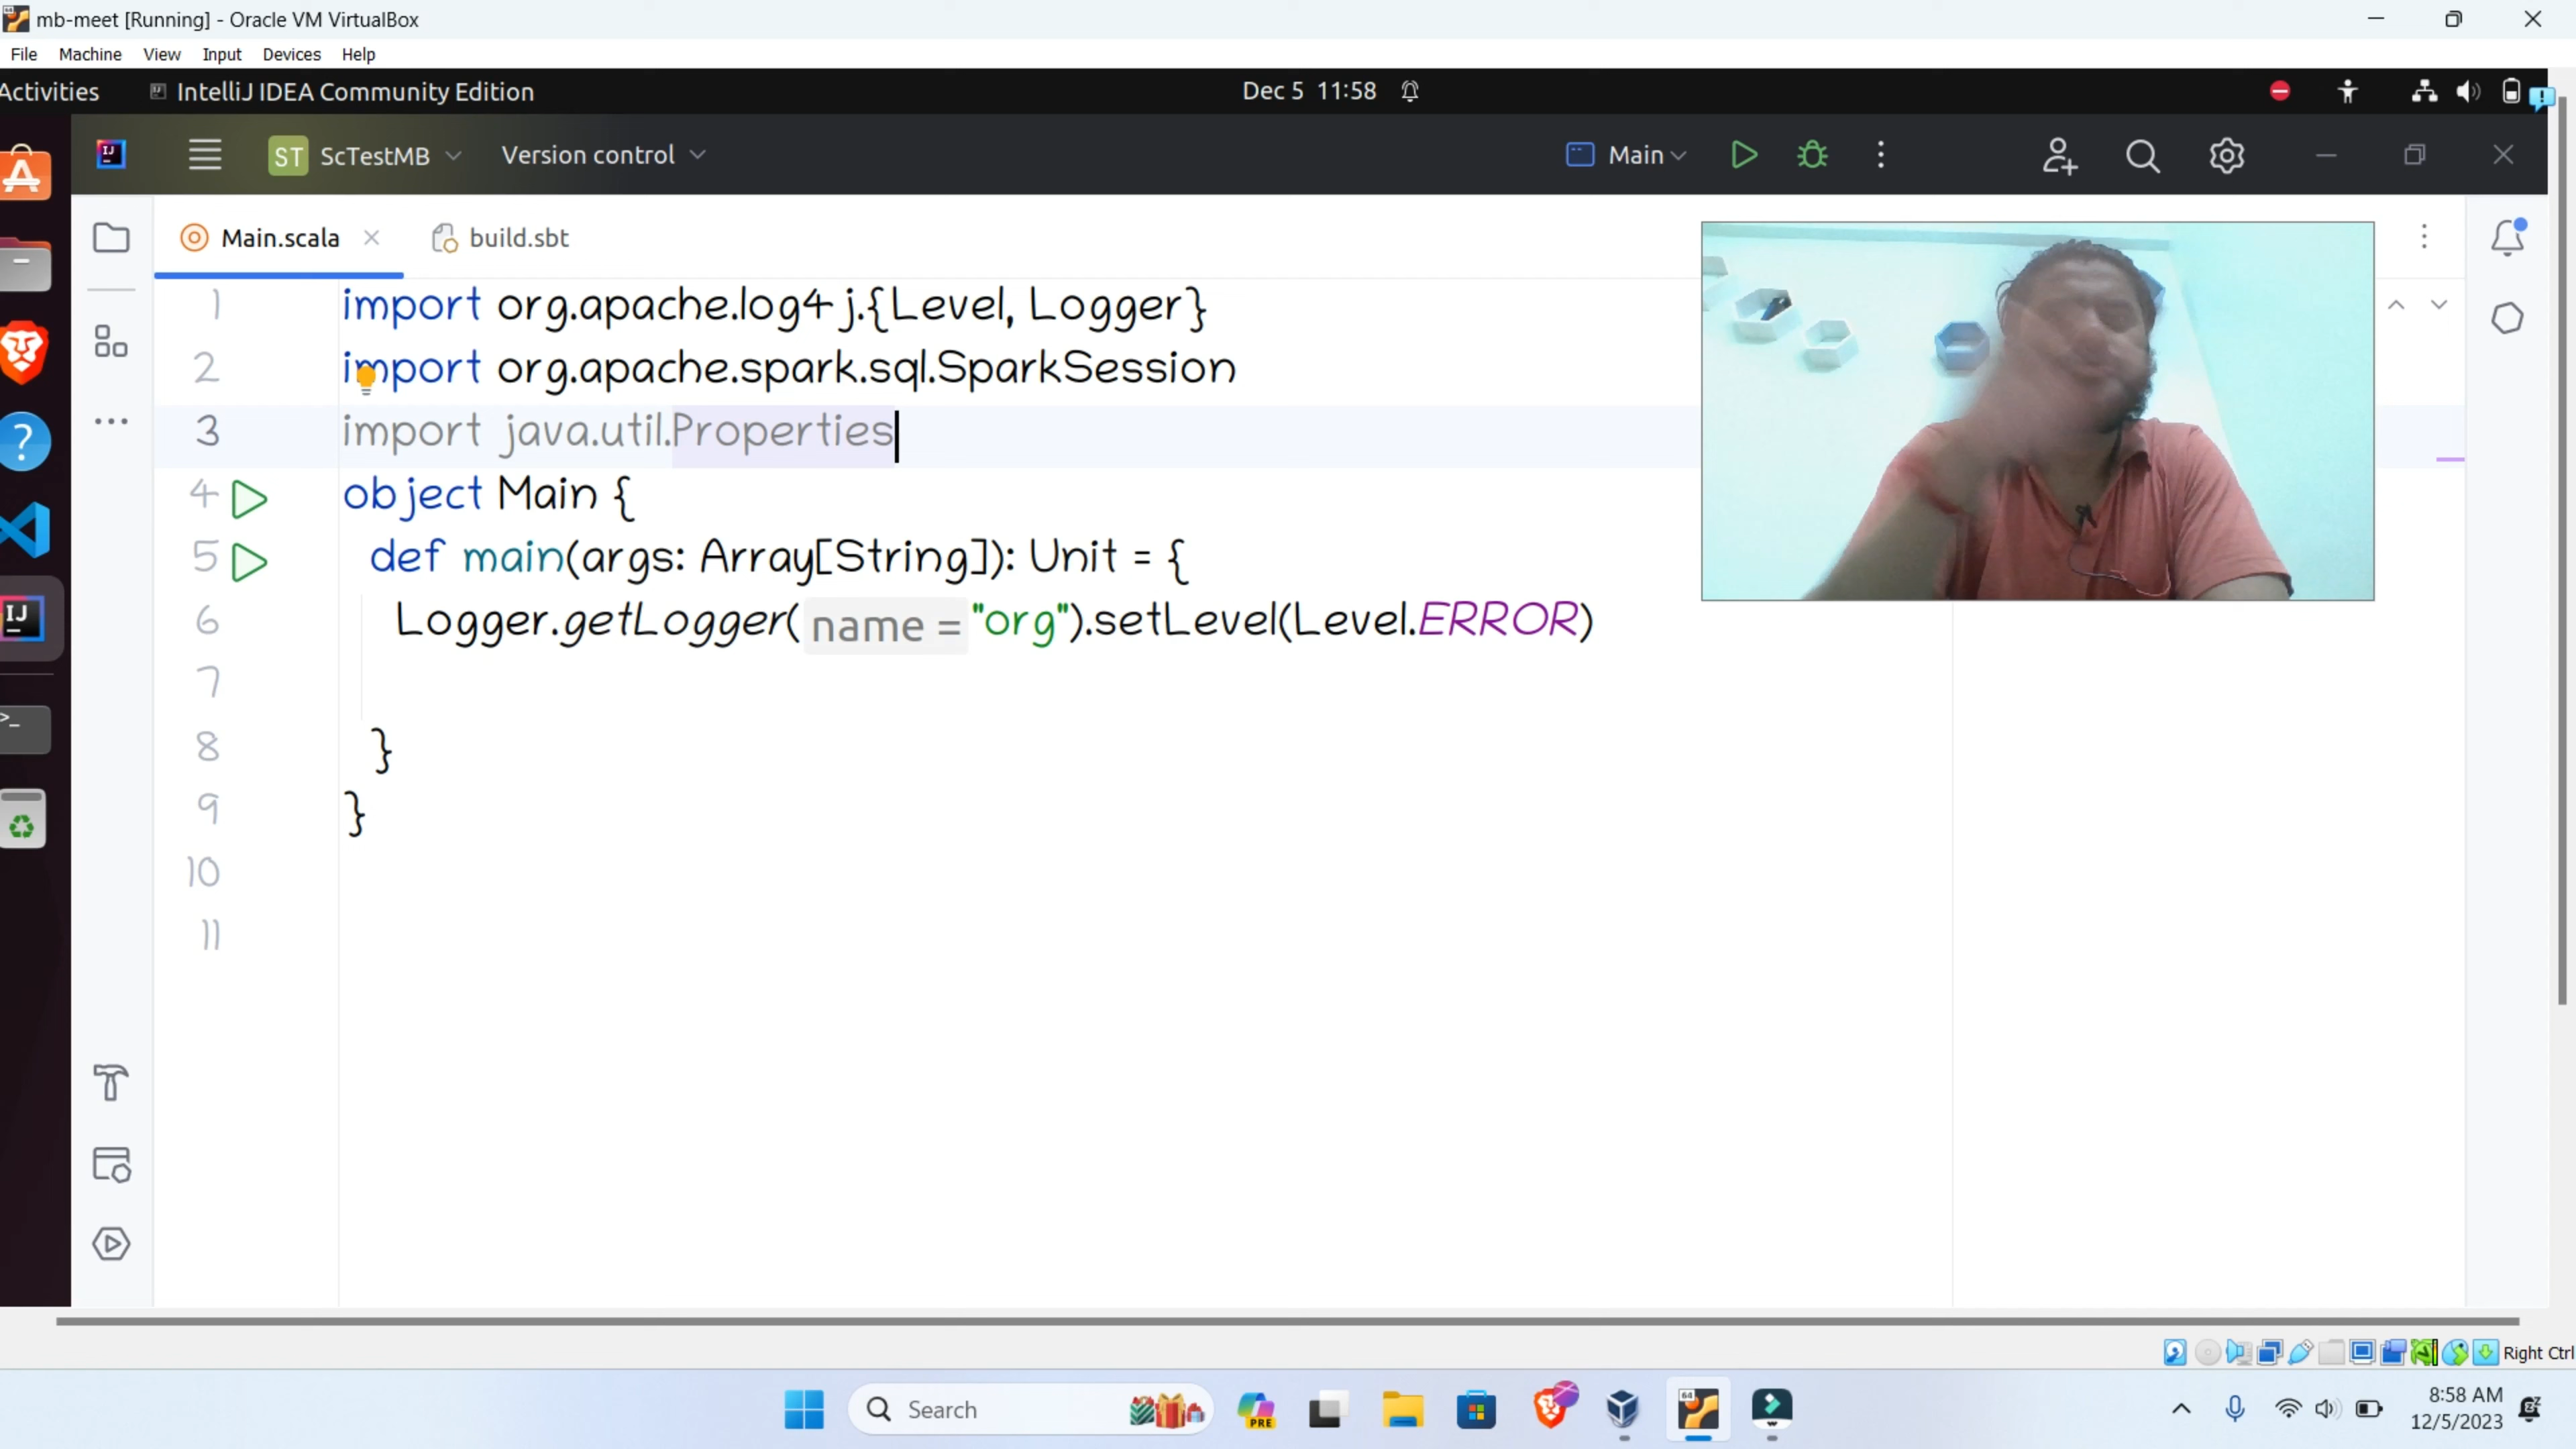 mb-meet [Running] - Oracle VM VirtualBox
File Machine View Input Devices Help
Activities IntelliJ IDEA Community Edition Dec 5 11:58
IJ ST ScTestMB Version control Main
Main.scala build.sbt
1 import org.apache.log4j.{Level, Logger}
2 import org.apache.spark.sql.SparkSession
3 import java.util.Properties
4 object Main {
5 def main(args: Array[String]): Unit = {
6 Logger.getLogger( name = "org").setLevel(Level.ERROR)
7
8 }
9 }
10
11
IJ
Right Ctrl
Search
PRE
64
8:58 AM
12/5/2023